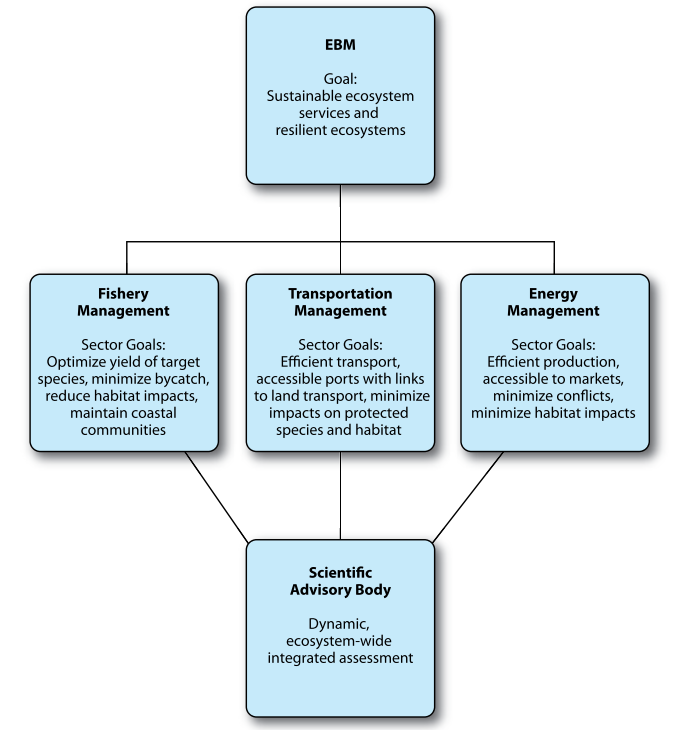 EBM
Goal:
Sustainable ecosystem
services and
resilient ecosystems
Fishery
Management
Sector Goals:
Optimize yield of target
species, minimize bycatch,
reduce habitat impacts,
maintain coastal
communities
Transportation
Management
Sector Goals:
Efficient transport,
accessible ports with links
to land transport, minimize
impacts on protected
species and habitat
Energy
Management
Sector Goals:
Efficient production,
accessible to markets,
minimize conflicts,
minimize habitat impacts
Scientific
Advisory Body
Dynamic,
ecosystem-wide
integrated assessment